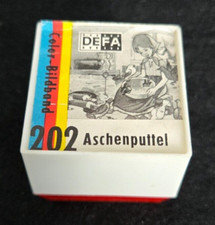 DEFA
Color-Bildband
202 Aschenputtel